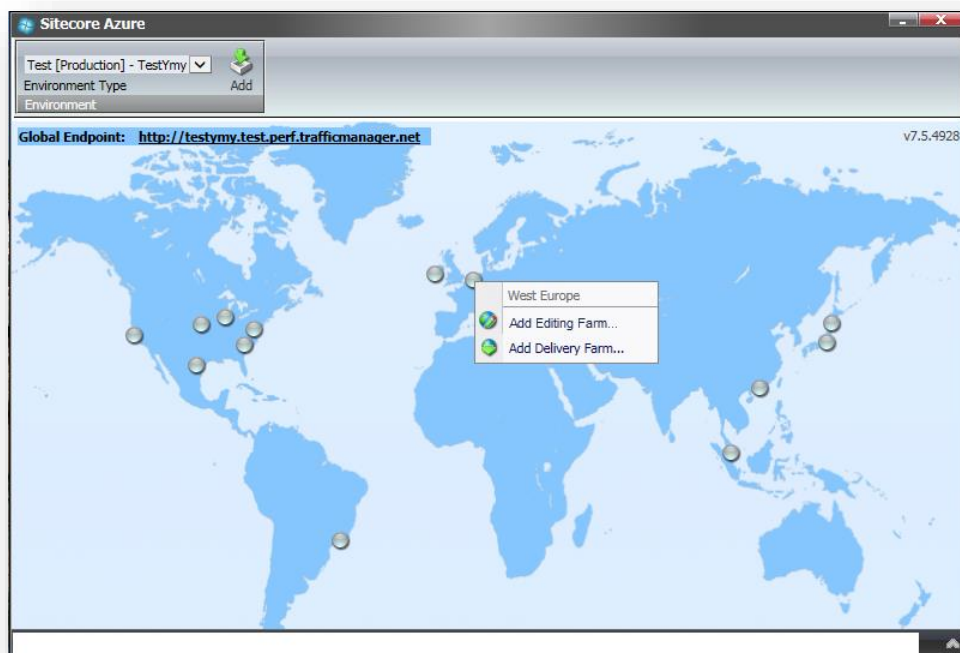 Sitecore Azure
Test [Production] - TestYmy
Environment Type
Add
Environment
Global Endpoint: http://testymy.test.perf.trafficmanager.net
v7.5.4928
West Europe
Add Editing Farm...
Add Delivery Farm...